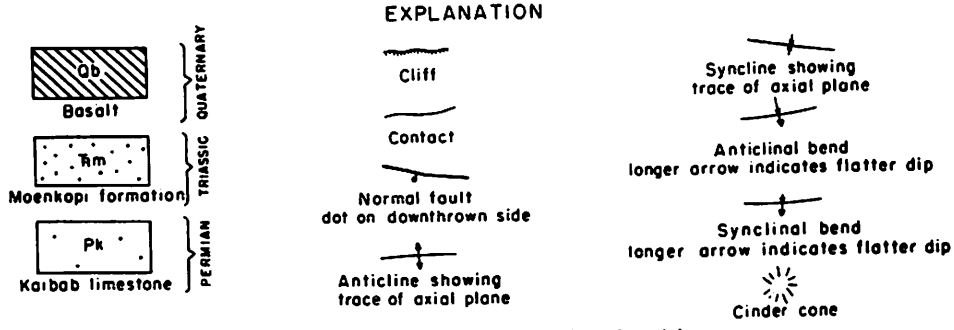 EXPLANATION
Qb
Basalt
QUATERNARY
Ƭm
Moenkopi formation
TRIASSIC
Pk
Kaibab limestone
PERMIAN
Cliff
Contact
Normal fault
dot on downthrown side
Anticline showing
trace of axial plane
Syncline showing
trace of axial plane
Anticlinal bend
longer arrow indicates flatter dip
Synclinal bend
longer arrow indicates flatter dip
Cinder cone